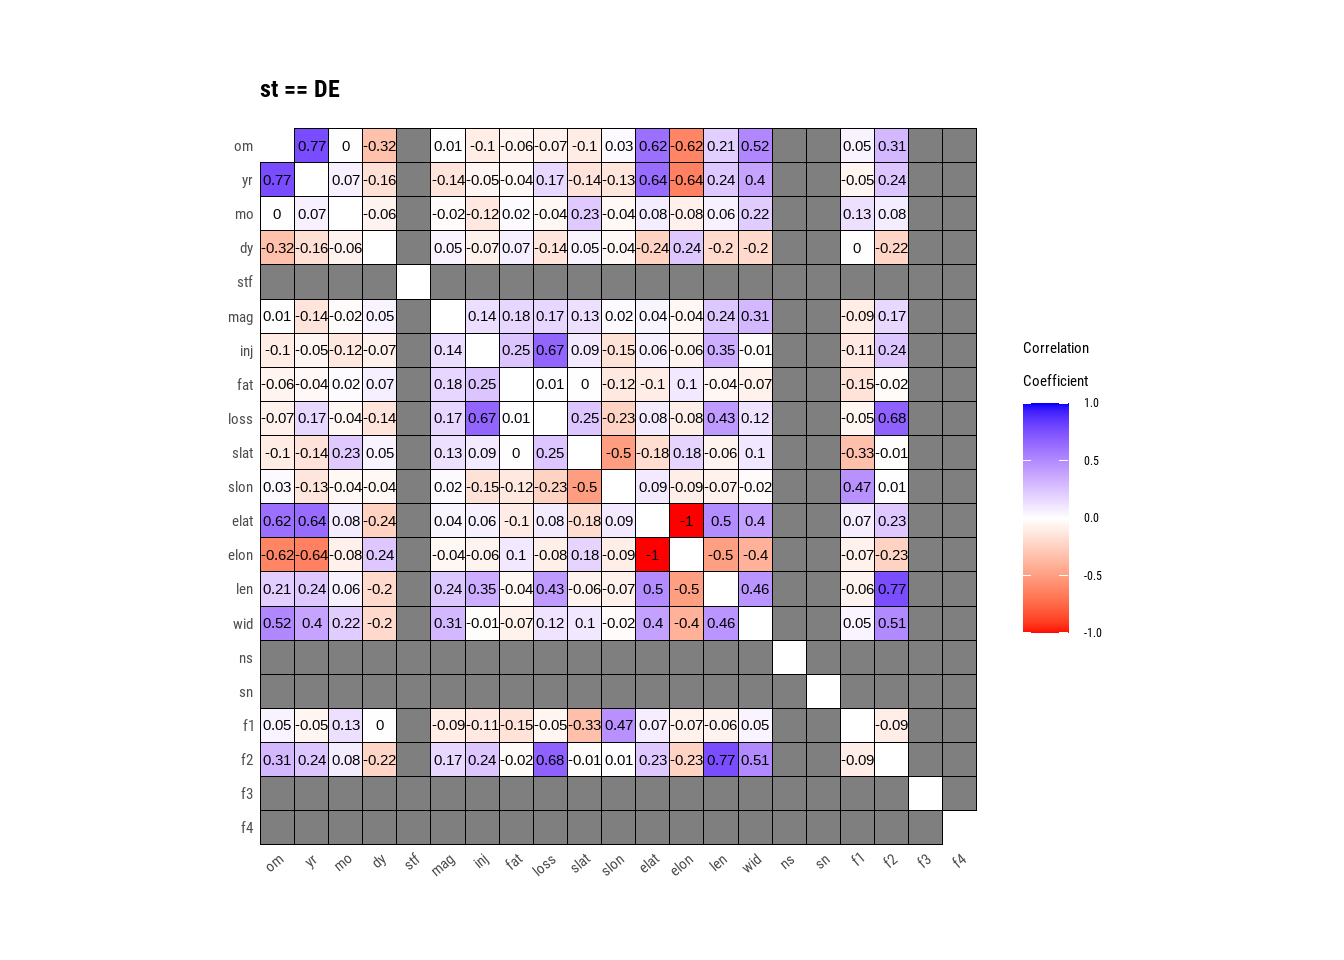 st == DE
om 0.77 0 -0.32 0.01 -0.1 -0.06 -0.07 -0.1 0.03 0.62 -0.62 0.21 0.52 0.05 0.31
yr 0.77 0.07 -0.16 -0.14 -0.05 -0.04 0.17 -0.14 -0.13 0.64 -0.64 0.24 0.4 -0.05 0.24
mo 0 0.07 -0.06 -0.02 -0.12 0.02 -0.04 0.23 -0.04 0.08 -0.08 0.06 0.22 0.13 0.08
dy -0.32 -0.16 -0.06 0.05 -0.07 0.07 -0.14 0.05 -0.04 -0.24 0.24 -0.2 -0.2 0 -0.22
stf
mag 0.01 -0.14 -0.02 0.05 0.14 0.18 0.17 0.13 0.02 0.04 -0.04 0.24 0.31 -0.09 0.17
inj -0.1 -0.05 -0.12 -0.07 0.14 0.25 0.67 0.09 -0.15 0.06 -0.06 0.35 -0.01 -0.11 0.24
Correlation
fat -0.06 -0.04 0.02 0.07 0.18 0.25 0.01 0 -0.12 -0.1 0.1 -0.04 -0.07 -0.15 -0.02
Coefficient
1.0
loss -0.07 0.17 -0.04 -0.14 0.17 0.67 0.01 0.25 -0.23 0.08 -0.08 0.43 0.12 -0.05 0.68
slat -0.1 -0.14 0.23 0.05 0.13 0.09 0 0.25 -0.5 -0.18 0.18 -0.06 0.1 -0.33 -0.01
0.5
slon 0.03 -0.13 -0.04 -0.04 0.02 -0.15 -0.12 -0.23 -0.5 0.09 -0.09 -0.07 -0.02 0.47 0.01
elat 0.62 0.64 0.08 -0.24 0.04 0.06 -0.1 0.08 -0.18 0.09 -1 0.5 0.4 0.07 0.23
0.0
elon -0.62 -0.64 -0.08 0.24 -0.04 -0.06 0.1 -0.08 0.18 -0.09 -1 -0.5 -0.4 -0.07 -0.23
-0.5
len 0.21 0.24 0.06 -0.2 0.24 0.35 -0.04 0.43 -0.06 -0.07 0.5 -0.5 0.46 -0.06 0.77
wid 0.52 0.4 0.22 -0.2 0.31 -0.01 -0.07 0.12 0.1 -0.02 0.4 -0.4 0.46 0.05 0.51
-1.0
ns
sn
f1 0.05 -0.05 0.13 0 -0.09 -0.11 -0.15 -0.05 -0.33 0.47 0.07 -0.07 -0.06 0.05 -0.09
f2 0.31 0.24 0.08 -0.22 0.17 0.24 -0.02 0.68 -0.01 0.01 0.23 -0.23 0.77 0.51 -0.09
f3
f4
om yr mo dy stf mag inj fat loss slat slon elat elon len wid ns sn f1 f2 f3 f4